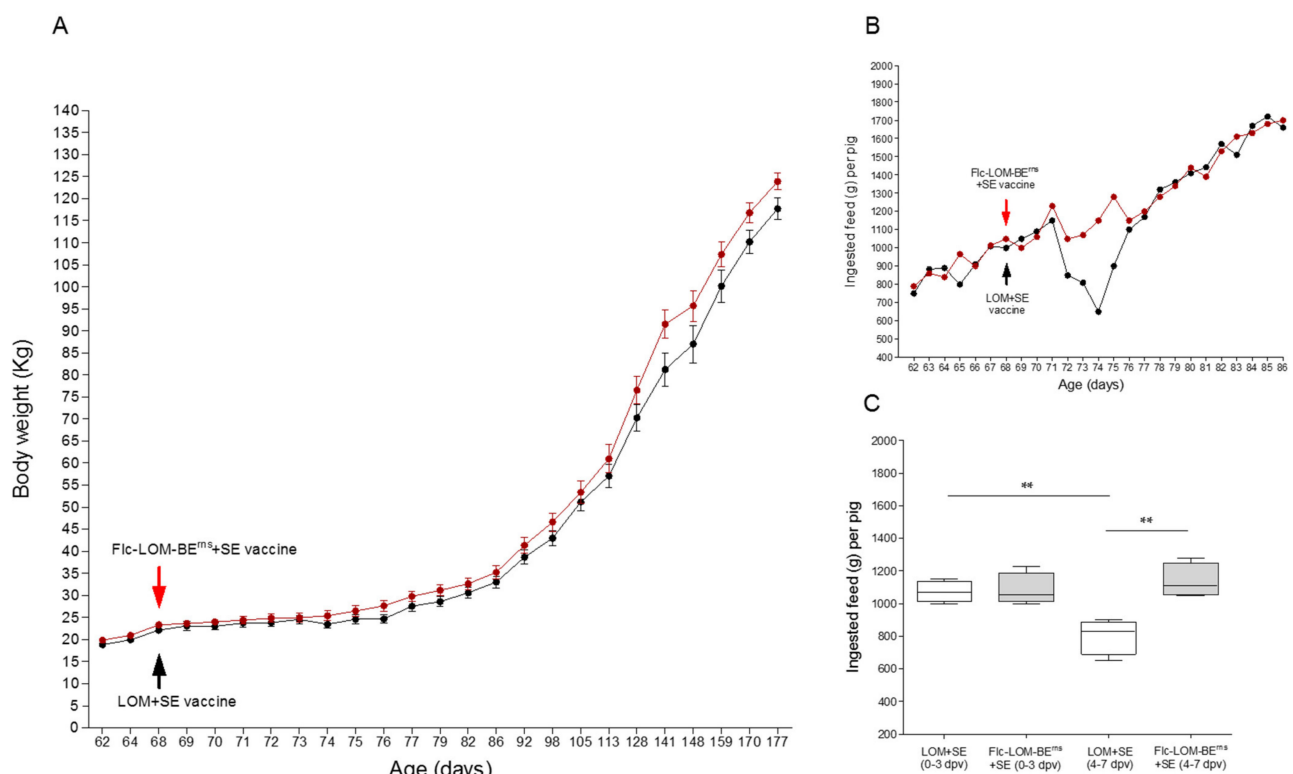 A
Body weight (Kg)
140
135
130
125
120
115
110
105
100
95
90
85
80
75
70
65
60
55
50
45
40
35
30
25
20
15
10
5
0
Flc-LOM-BErns+SE vaccine
LOM+SE vaccine
62 64 68 69 70 71 72 73 74 75 76 77 79 82 86 92 98 105 113 128 141 148 159 170 177
Age (days)
B
Ingested feed (g) per pig
2000
1900
1800
1700
1600
1500
1400
1300
1200
1100
1000
900
800
700
600
500
400
Flc-LOM-BErns
+SE vaccine
LOM+SE
vaccine
62 63 64 65 66 67 68 69 70 71 72 73 74 75 76 77 78 79 80 81 82 83 84 85 86
Age (days)
C
Ingested feed (g) per pig
2000
1800
1600
1400
1200
1000
800
600
400
200
**
**
LOM+SE
(0-3 dpv)
Flc-LOM-BErns
+SE (0-3 dpv)
LOM+SE
(4-7 dpv)
Flc-LOM-BErns
+SE (4-7 dpv)